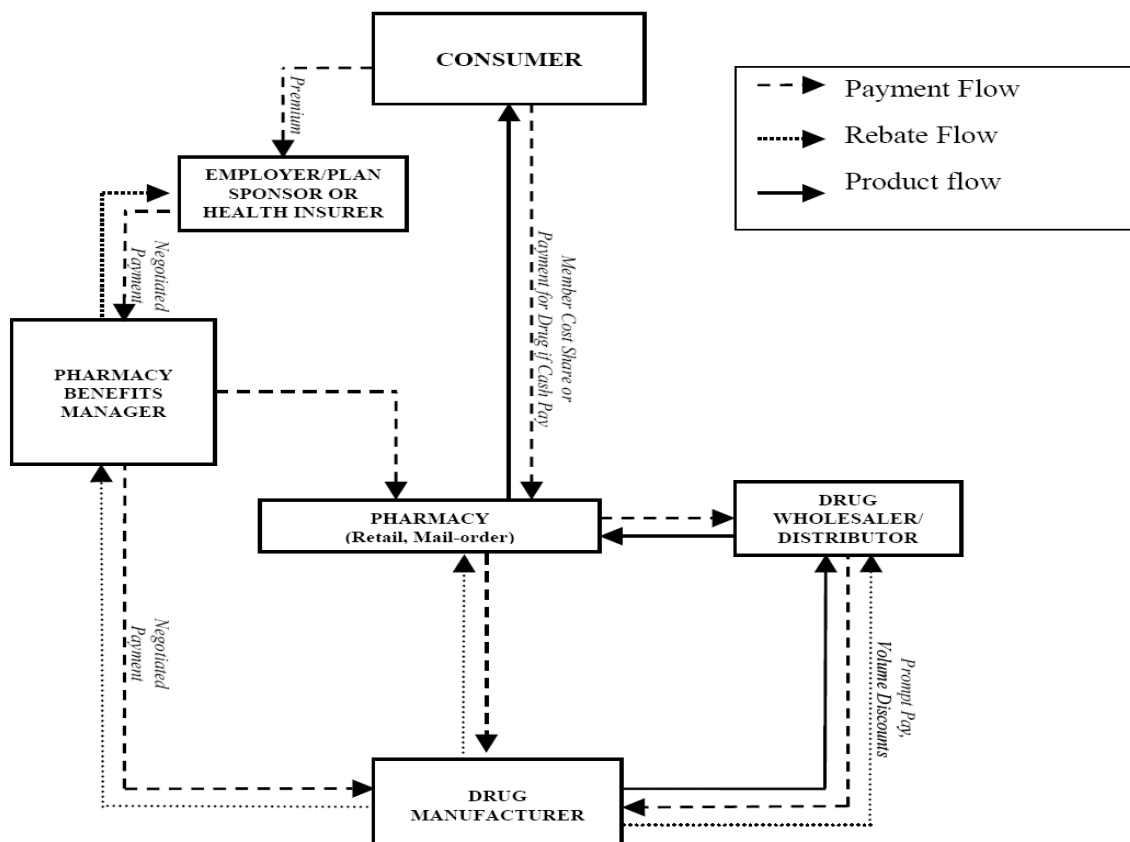 CONSUMER
Payment Flow
Rebate Flow
Product flow
Premium
EMPLOYER/PLAN
SPONSOR OR
HEALTH INSURER
Negotiated
Payment
Member Cost Share or
Payment for Drug if Cash Pay
PHARMACY
BENEFITS
MANAGER
PHARMACY
(Retail, Mail-order)
DRUG
WHOLESALER/
DISTRIBUTOR
Negotiated
Payment
Prompt Pay,
Volume Discounts
DRUG
MANUFACTURER